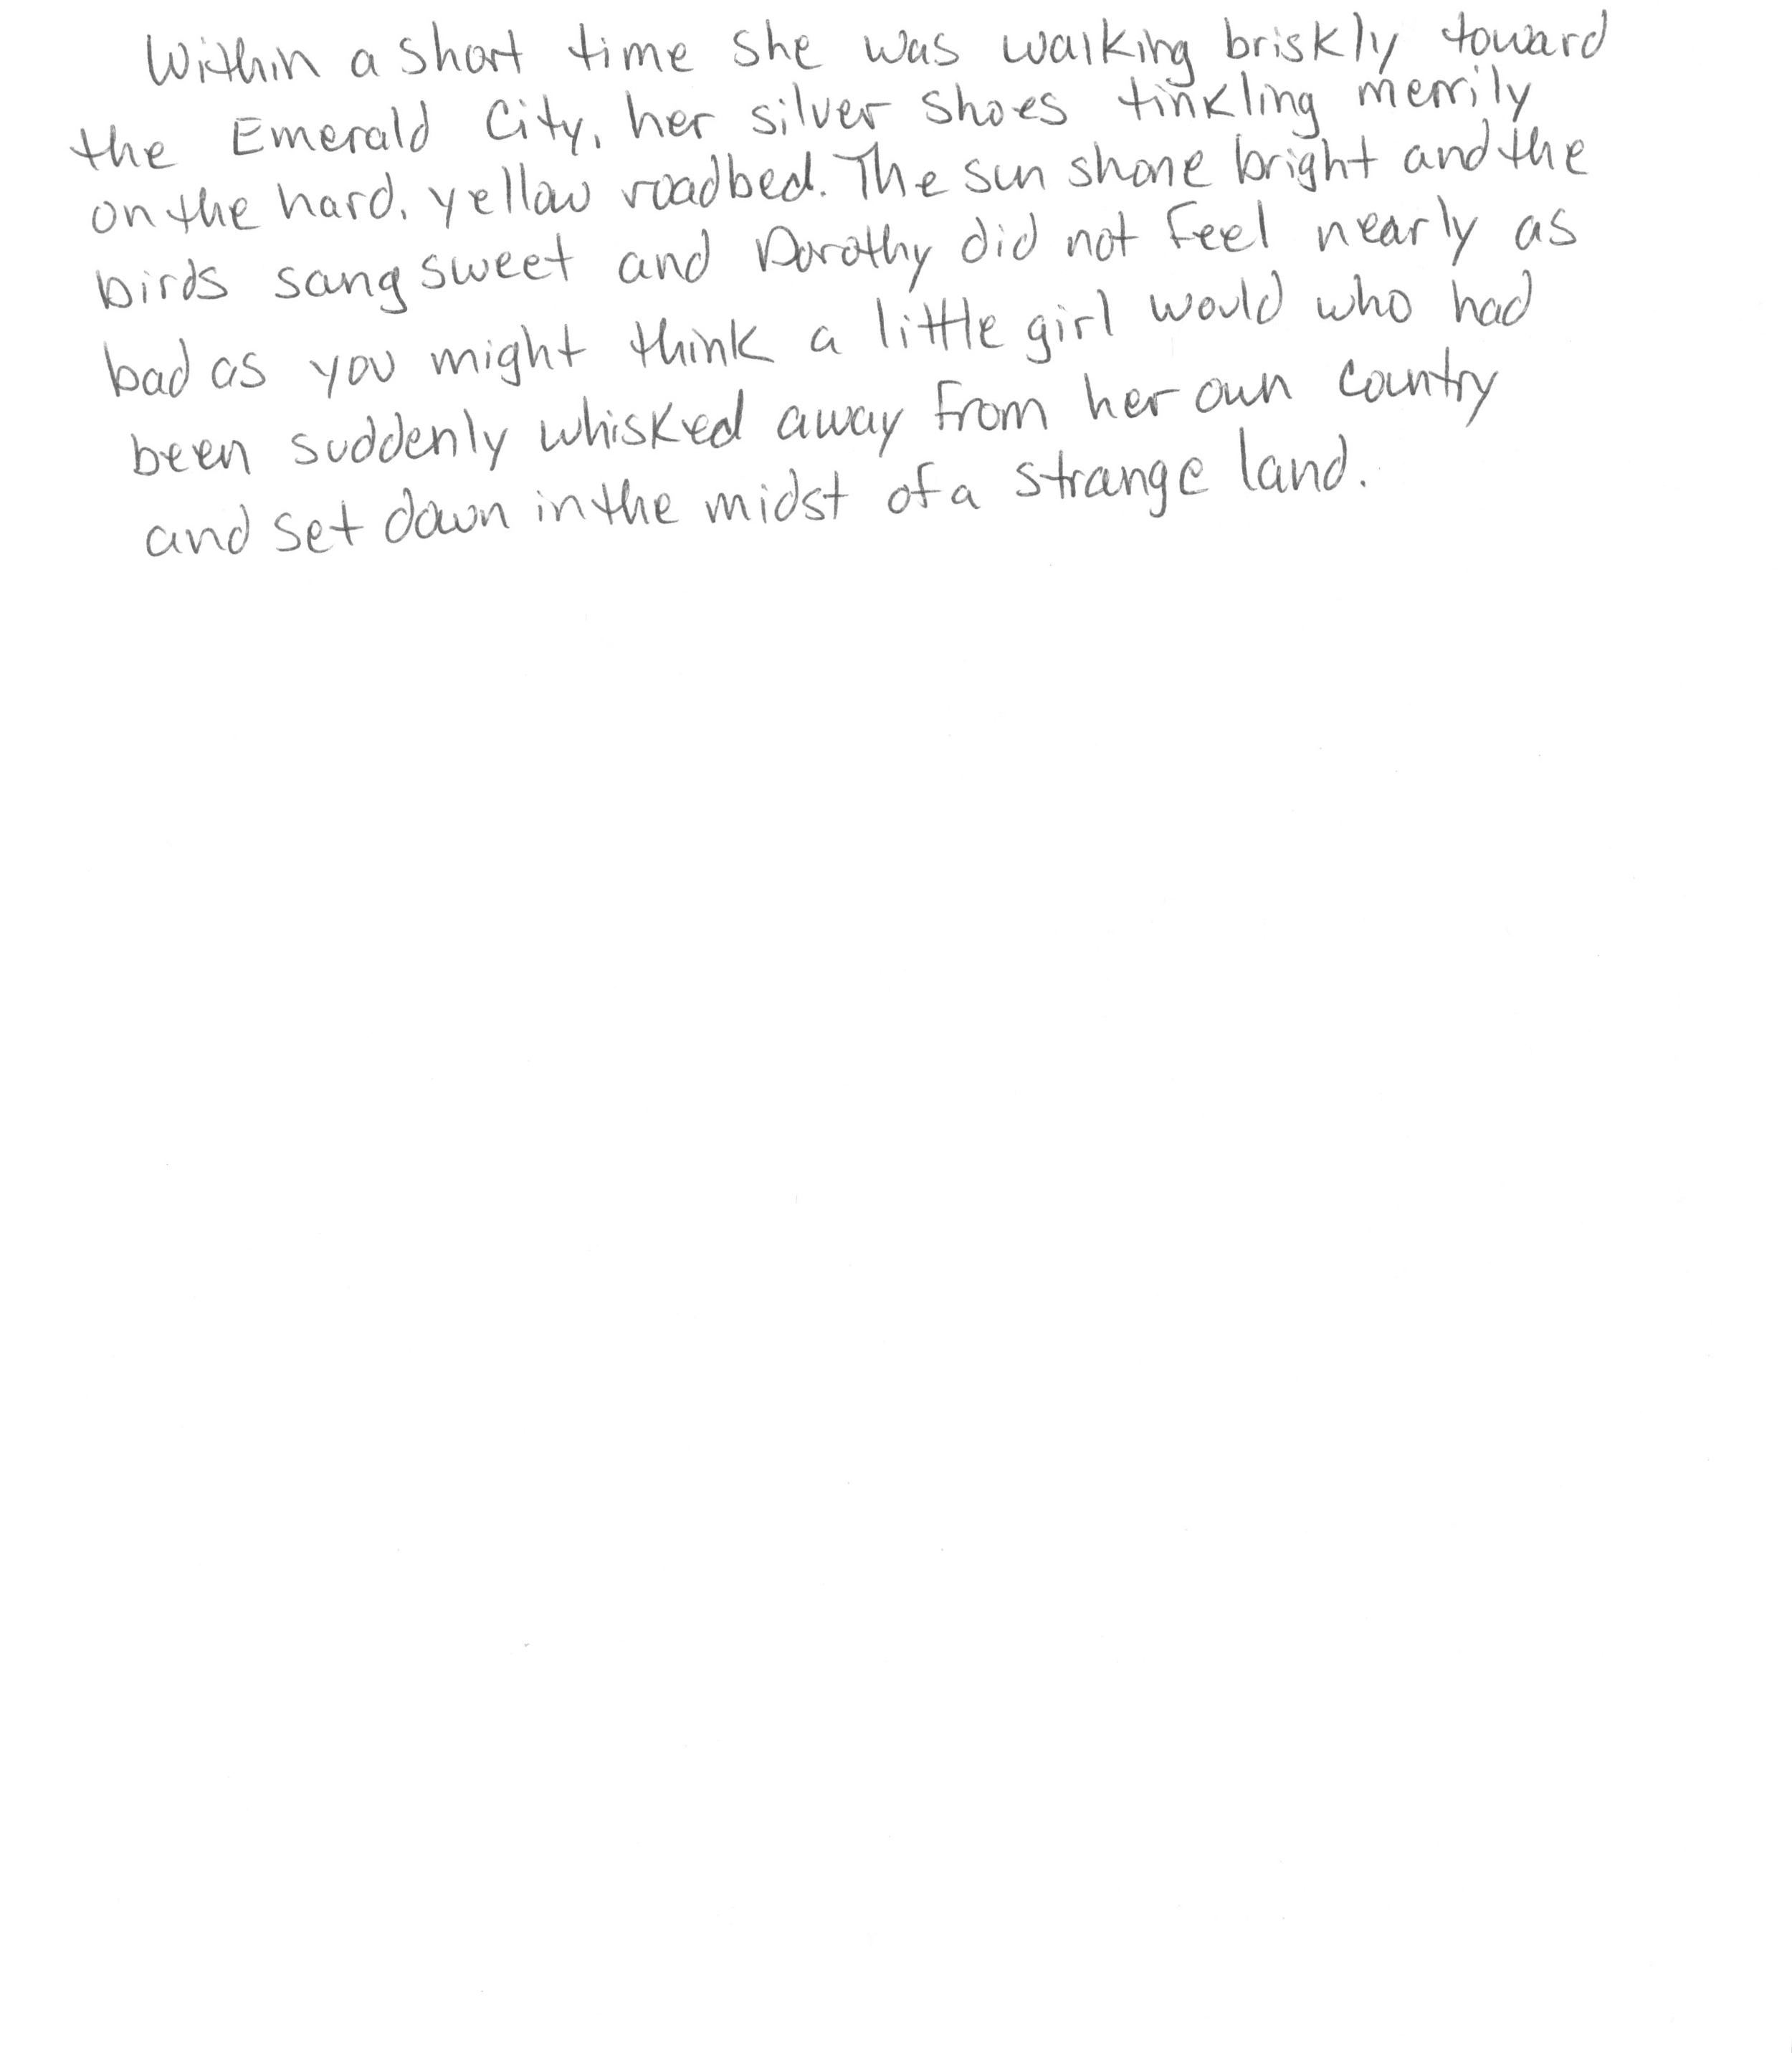 Within a short time she was walking briskly toward
the Emerald City, her silver shoes tinkling merrily
on the hard, yellow roadbed. The sun shone bright and the
birds sang sweet and Dorothy did not feel nearly as
bad as you might think a little girl would who had
been suddenly whisked away from her own country
and set down in the midst of a strange land.